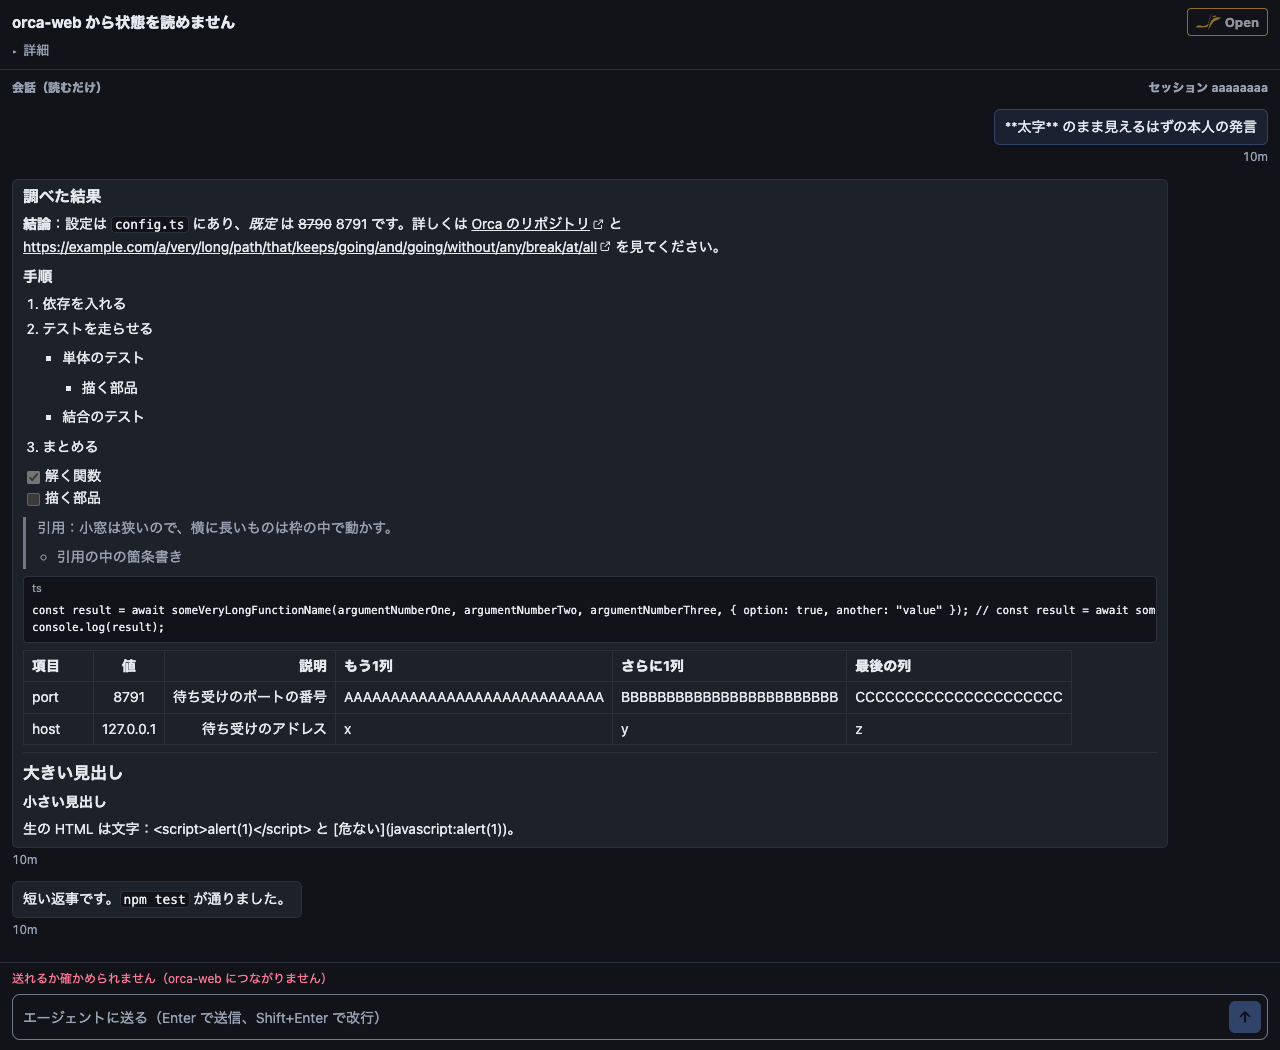 orca-web から状態を読めません
Open
詳細
会話（読むだけ）
セッション aaaaaaaa
**太字** のまま見えるはずの本人の発言
10m
調べた結果
結論：設定は config.ts にあり、既定 は 8790 8791 です。詳しくは Orca のリポジトリ と
https://example.com/a/very/long/path/that/keeps/going/and/going/without/any/break/at/all を見てください。
手順
1. 依存を入れる
2. テストを走らせる
単体のテスト
描く部品
結合のテスト
3. まとめる
解く関数
描く部品
引用：小窓は狭いので、横に長いものは枠の中で動かす。
引用の中の箇条書き
ts
const result = await someVeryLongFunctionName(argumentNumberOne, argumentNumberTwo, argumentNumberThree, { option: true, another: "value" }); // const result = await som
console.log(result);
項目 値 説明 もう1列 さらに1列 最後の列
port 8791 待ち受けのポートの番号 AAAAAAAAAAAAAAAAAAAAAAAAAAAA BBBBBBBBBBBBBBBBBBBBBBBB CCCCCCCCCCCCCCCCCCCCCC
host 127.0.0.1 待ち受けのアドレス x y z
大きい見出し
小さい見出し
生の HTML は文字：<script>alert(1)</script> と [危ない](javascript:alert(1))。
10m
短い返事です。npm test が通りました。
10m
送れるか確かめられません（orca-web につながりません）
エージェントに送る（Enter で送信、Shift+Enter で改行）